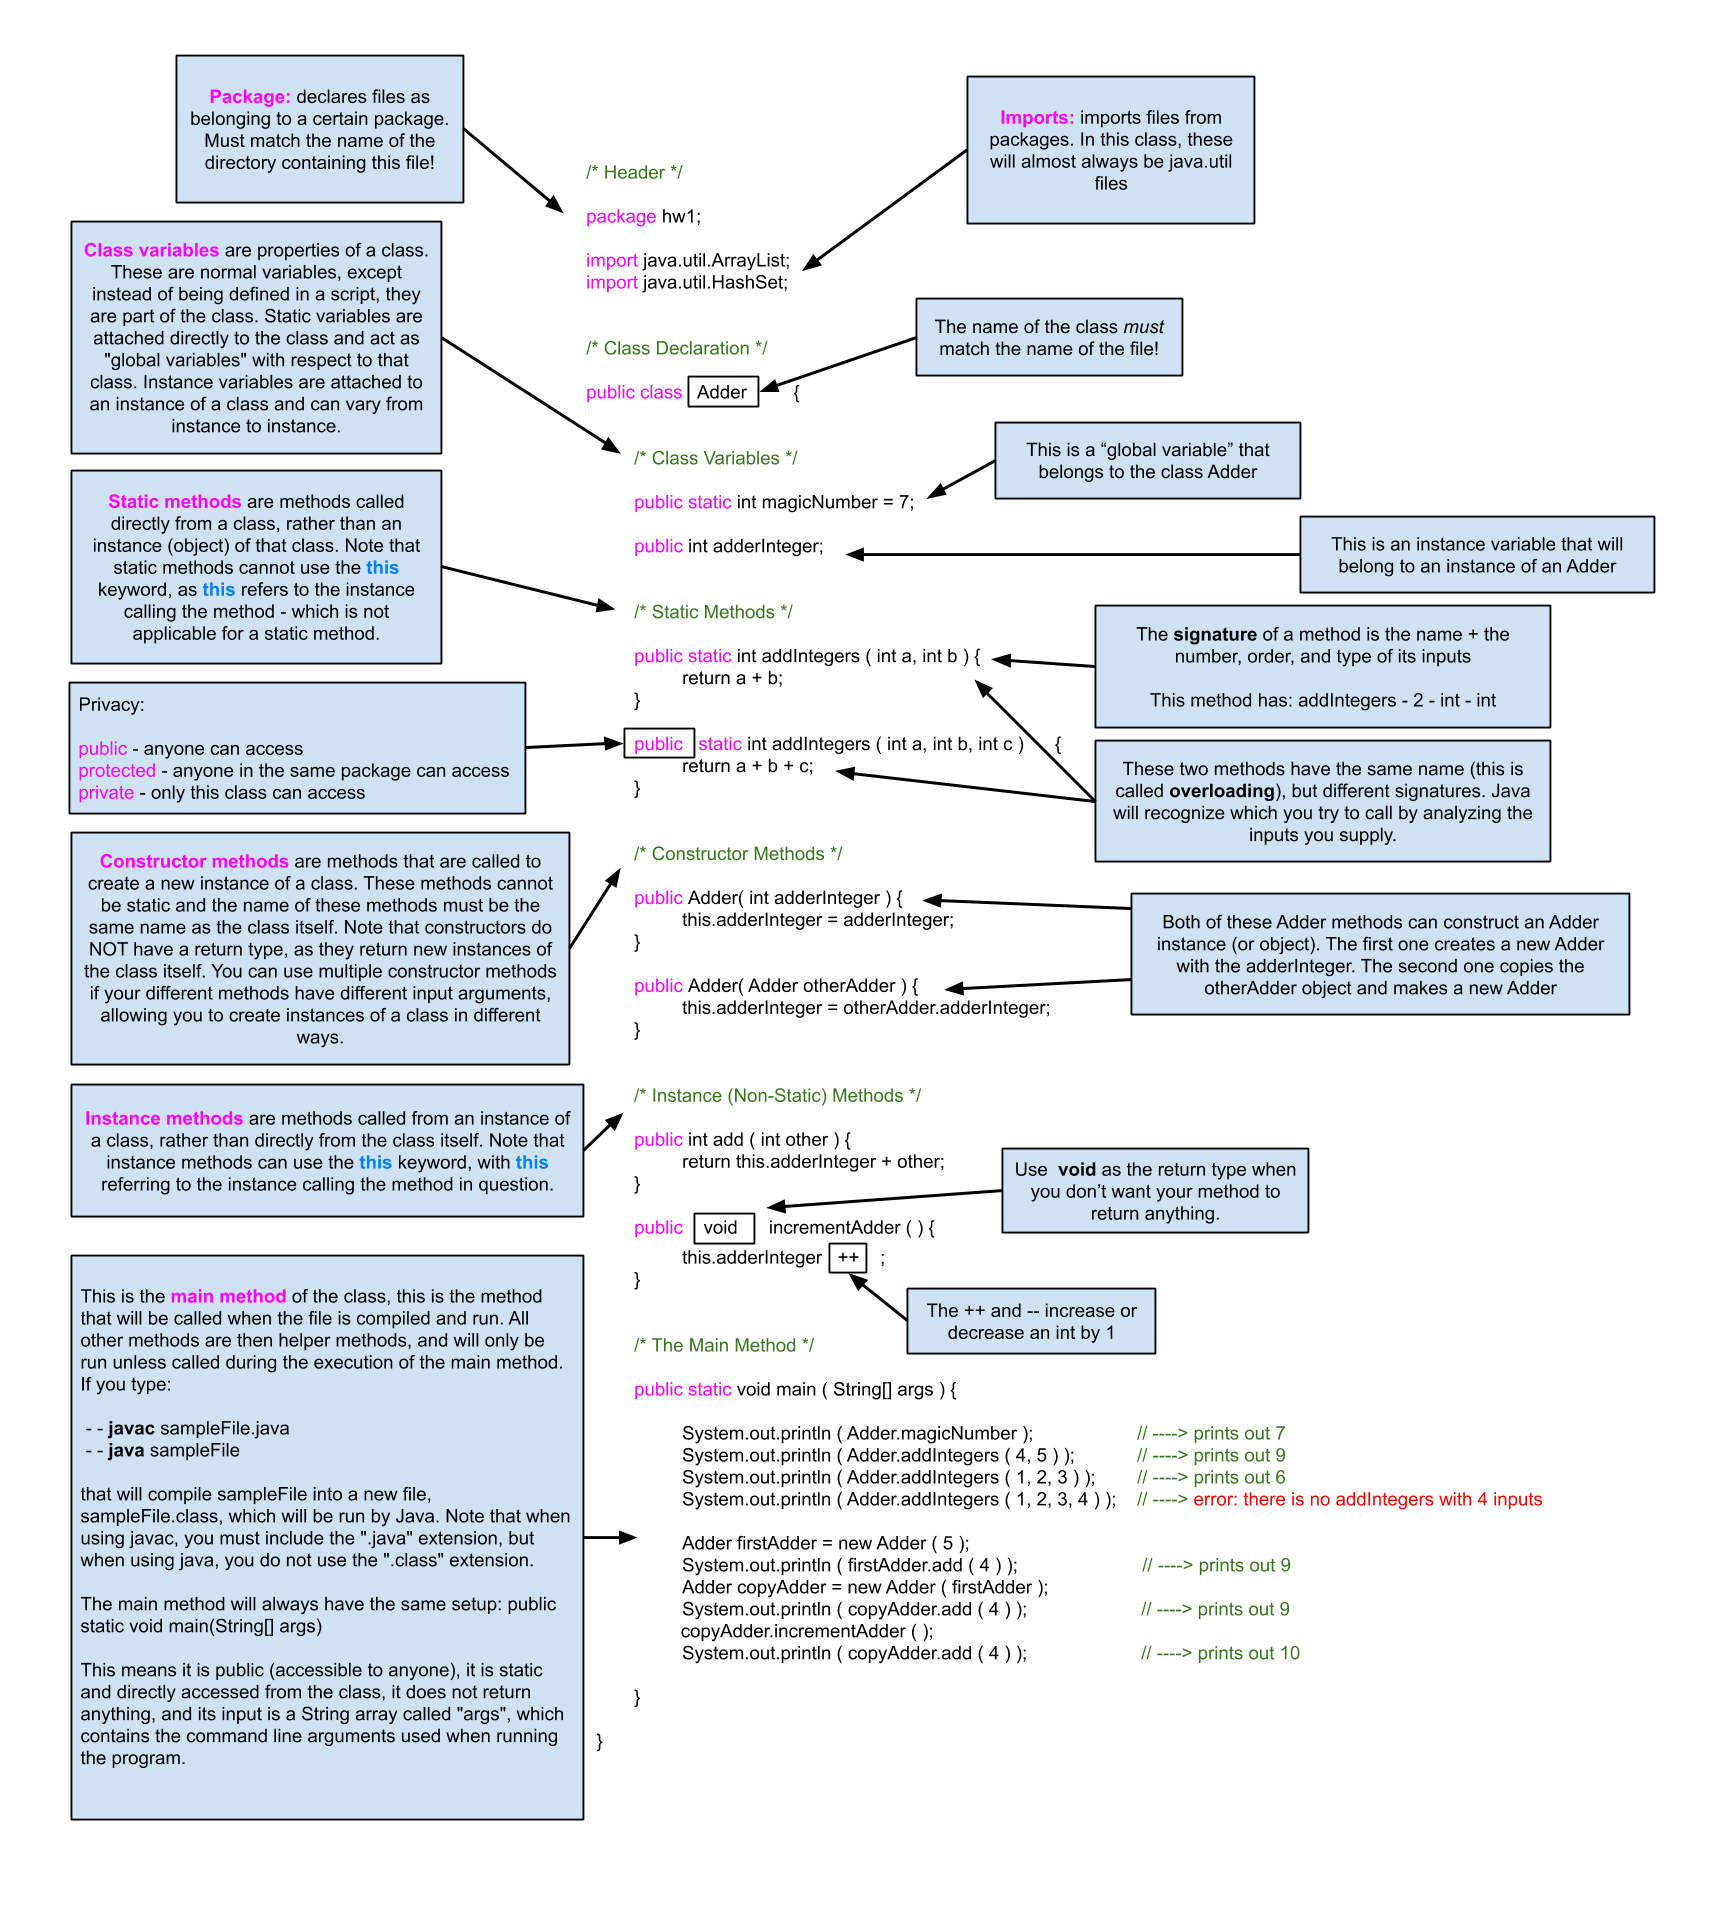 Package: declares files as
belonging to a certain package.
Must match the name of the
directory containing this file!
Imports: imports files from
packages. In this class, these
will almost always be java.util
files
/* Header */
package hw1;
import java.util.ArrayList;
import java.util.HashSet;
Class variables are properties of a class.
These are normal variables, except
instead of being defined in a script, they
are part of the class. Static variables are
attached directly to the class and act as
"global variables" with respect to that
class. Instance variables are attached to
an instance of a class and can vary from
instance to instance.
The name of the class must
match the name of the file!
/* Class Declaration */
public class Adder {
/* Class Variables */
public static int magicNumber = 7;
public int adderInteger;
This is a “global variable” that
belongs to the class Adder
This is an instance variable that will
belong to an instance of an Adder
Static methods are methods called
directly from a class, rather than an
instance (object) of that class. Note that
static methods cannot use the this
keyword, as this refers to the instance
calling the method - which is not
applicable for a static method.
/* Static Methods */
public static int addIntegers ( int a, int b ) {
return a + b;
}
The signature of a method is the name + the
number, order, and type of its inputs
This method has: addIntegers - 2 - int - int
Privacy:
public - anyone can access
protected - anyone in the same package can access
private - only this class can access
public static int addIntegers ( int a, int b, int c ) {
return a + b + c;
}
These two methods have the same name (this is
called overloading), but different signatures. Java
will recognize which you try to call by analyzing the
inputs you supply.
Constructor methods are methods that are called to
create a new instance of a class. These methods cannot
be static and the name of these methods must be the
same name as the class itself. Note that constructors do
NOT have a return type, as they return new instances of
the class itself. You can use multiple constructor methods
if your different methods have different input arguments,
allowing you to create instances of a class in different
ways.
/* Constructor Methods */
public Adder( int adderInteger ) {
this.adderInteger = adderInteger;
}
public Adder( Adder otherAdder ) {
this.adderInteger = otherAdder.adderInteger;
}
Both of these Adder methods can construct an Adder
instance (or object). The first one creates a new Adder
with the adderInteger. The second one copies the
otherAdder object and makes a new Adder
Instance methods are methods called from an instance of
a class, rather than directly from the class itself. Note that
instance methods can use the this keyword, with this
referring to the instance calling the method in question.
/* Instance (Non-Static) Methods */
public int add ( int other ) {
return this.adderInteger + other;
}
public void incrementAdder ( ) {
this.adderInteger ++ ;
}
Use void as the return type when
you don’t want your method to
return anything.
The ++ and -- increase or
decrease an int by 1
This is the main method of the class, this is the method
that will be called when the file is compiled and run. All
other methods are then helper methods, and will only be
run unless called during the execution of the main method.
If you type:
- - javac sampleFile.java
- - java sampleFile
that will compile sampleFile into a new file,
sampleFile.class, which will be run by Java. Note that when
using javac, you must include the ".java" extension, but
when using java, you do not use the ".class" extension.
The main method will always have the same setup: public
static void main(String[] args)
This means it is public (accessible to anyone), it is static
and directly accessed from the class, it does not return
anything, and its input is a String array called "args", which
contains the command line arguments used when running
the program.
/* The Main Method */
public static void main ( String[] args ) {
System.out.println ( Adder.magicNumber ); // ----> prints out 7
System.out.println ( Adder.addIntegers ( 4, 5 ) ); // ----> prints out 9
System.out.println ( Adder.addIntegers ( 1, 2, 3 ) ); // ----> prints out 6
System.out.println ( Adder.addIntegers ( 1, 2, 3, 4 ) ); // ----> error: there is no addIntegers with 4 inputs
Adder firstAdder = new Adder ( 5 );
System.out.println ( firstAdder.add ( 4 ) ); // ----> prints out 9
Adder copyAdder = new Adder ( firstAdder );
System.out.println ( copyAdder.add ( 4 ) ); // ----> prints out 9
copyAdder.incrementAdder ( );
System.out.println ( copyAdder.add ( 4 ) ); // ----> prints out 10
}
}